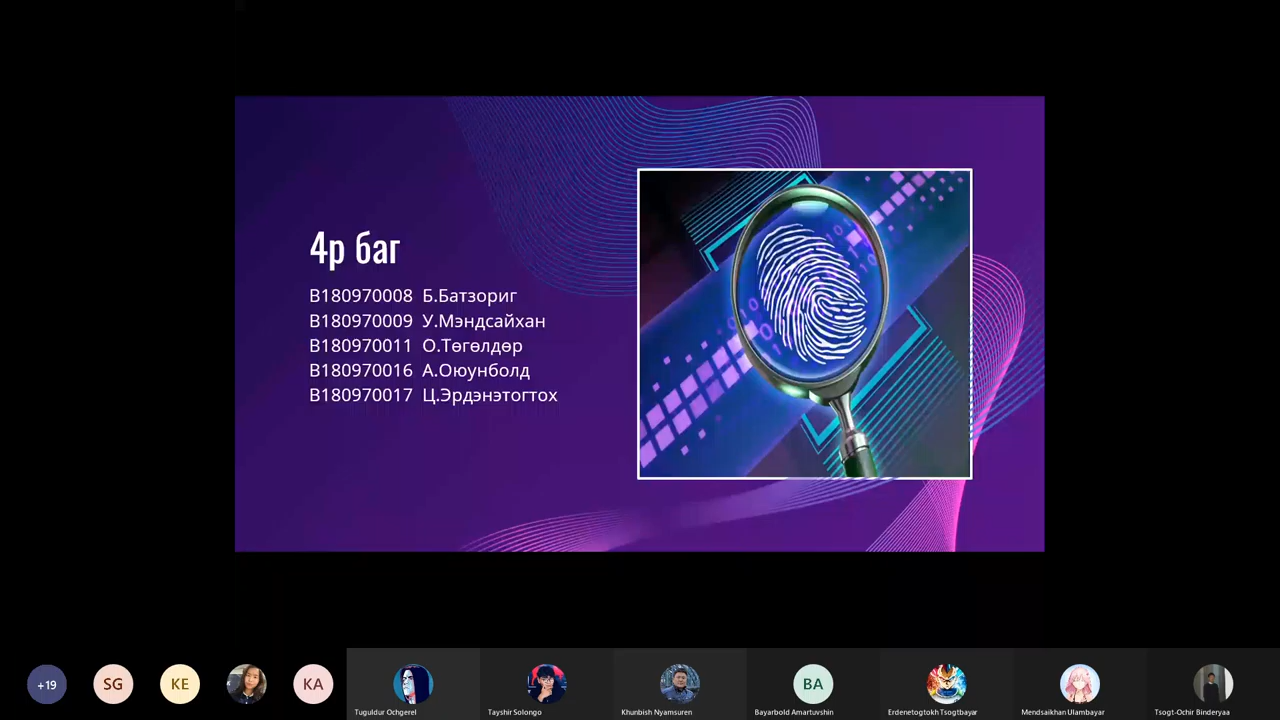 4р баг
B180970008 Б.Батзориг
B180970009 У.Мэндсайхан
B180970011 О.Төгөлдөр
B180970016 А.Оюунболд
B180970017 Ц.Эрдэнэтогтох
+19
SG
KE
KA
BA
Tuguldur Ochgerel
Tayshir Solongo
Khunbish Nyamsuren
Bayarbold Amartuvshin
Erdenetogtokh Tsogtbayar
Mendsaikhan Ulambayar
Tsogt-Ochir Binderyaa